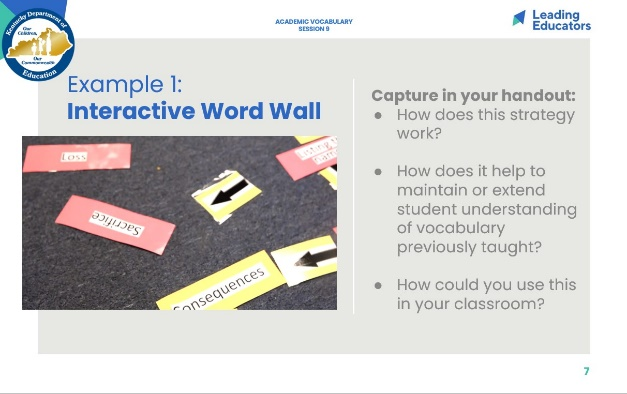 Kentucky Department of
Our
Children,
Our
Commonwealth
Education
ACADEMIC VOCABULARY
SESSION 9
Leading
Educators
Example 1:
Interactive Word Wall
Loss
Sacrifice
Consequences
Capture in your handout:
● How does this strategy
work?
● How does it help to
maintain or extend
student understanding
of vocabulary
previously taught?
● How could you use this
in your classroom?
7